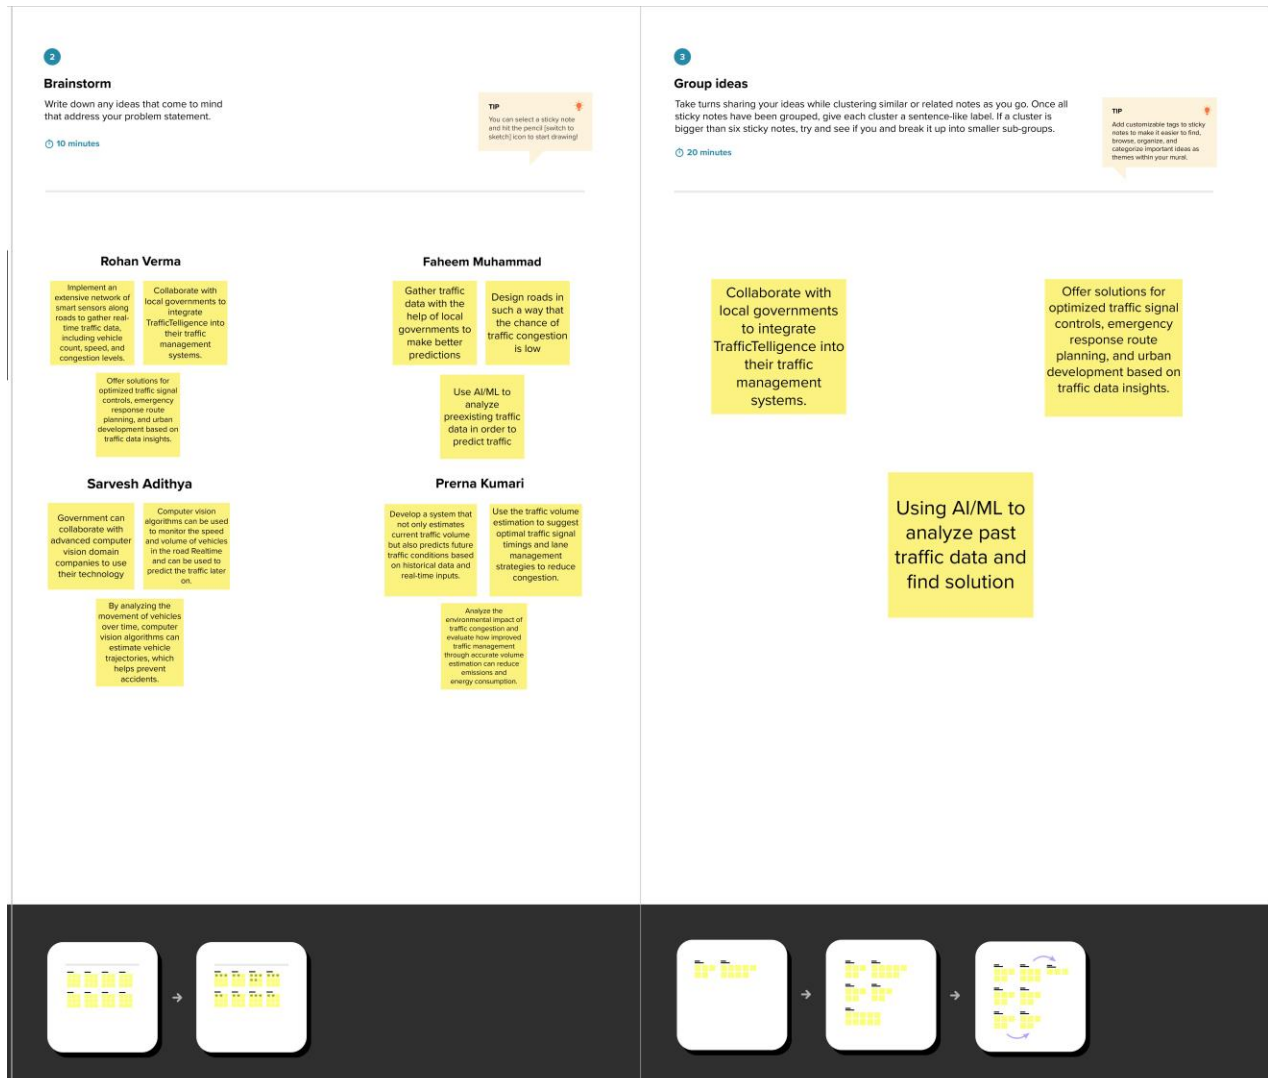 2
Brainstorm
Write down any ideas that come to mind
that address your problem statement.
10 minutes
TIP
You can select a sticky note
and hit the pencil [switch to
sketch] icon to start drawing!
Rohan Verma
Implement an
extensive network of
smart sensors along
roads to gather real-
time traffic data,
including vehicle
count, speed, and
congestion levels.
Collaborate with
local governments to
integrate
TrafficTelligence into
their traffic
management
systems.
Offer solutions for
optimized traffic signal
controls, emergency
response route
planning, and urban
development based on
traffic data insights.
Faheem Muhammad
Gather traffic
data with the
help of local
governments to
make better
predictions
Design roads in
such a way that
the chance of
traffic congestion
is low
Use AI/ML to
analyze
preexisting traffic
data in order to
predict traffic
Sarvesh Adithya
Government can
collaborate with
advanced computer
vision domain
companies to use
their technology
Computer vision
algorithms can be used
to monitor the speed
and volume of vehicles
in the road Realtime
and can be used to
predict the traffic later
on.
By analyzing the
movement of vehicles
over time, computer
vision algorithms can
estimate vehicle
trajectories, which
helps prevent
accidents.
Prerna Kumari
Develop a system that
not only estimates
current traffic volume
but also predicts future
traffic conditions based
on historical data and
real-time inputs.
Use the traffic volume
estimation to suggest
optimal traffic signal
timings and lane
management
strategies to reduce
congestion.
Analyze the
environmental impact of
traffic congestion and
evaluate how improved
traffic management
through accurate volume
estimation can reduce
emissions and
energy consumption.
3
Group ideas
Take turns sharing your ideas while clustering similar or related notes as you go. Once all
sticky notes have been grouped, give each cluster a sentence-like label. If a cluster is
bigger than six sticky notes, try and see if you and break it up into smaller sub-groups.
20 minutes
TIP
Add customizable tags to sticky
notes to make it easier to find,
browse, organize, and
categorize important ideas as
themes within your mural.
Collaborate with
local governments
to integrate
TrafficTelligence into
their traffic
management
systems.
Offer solutions for
optimized traffic signal
controls, emergency
response route
planning, and urban
development based on
traffic data insights.
Using AI/ML to
analyze past
traffic data and
find solution